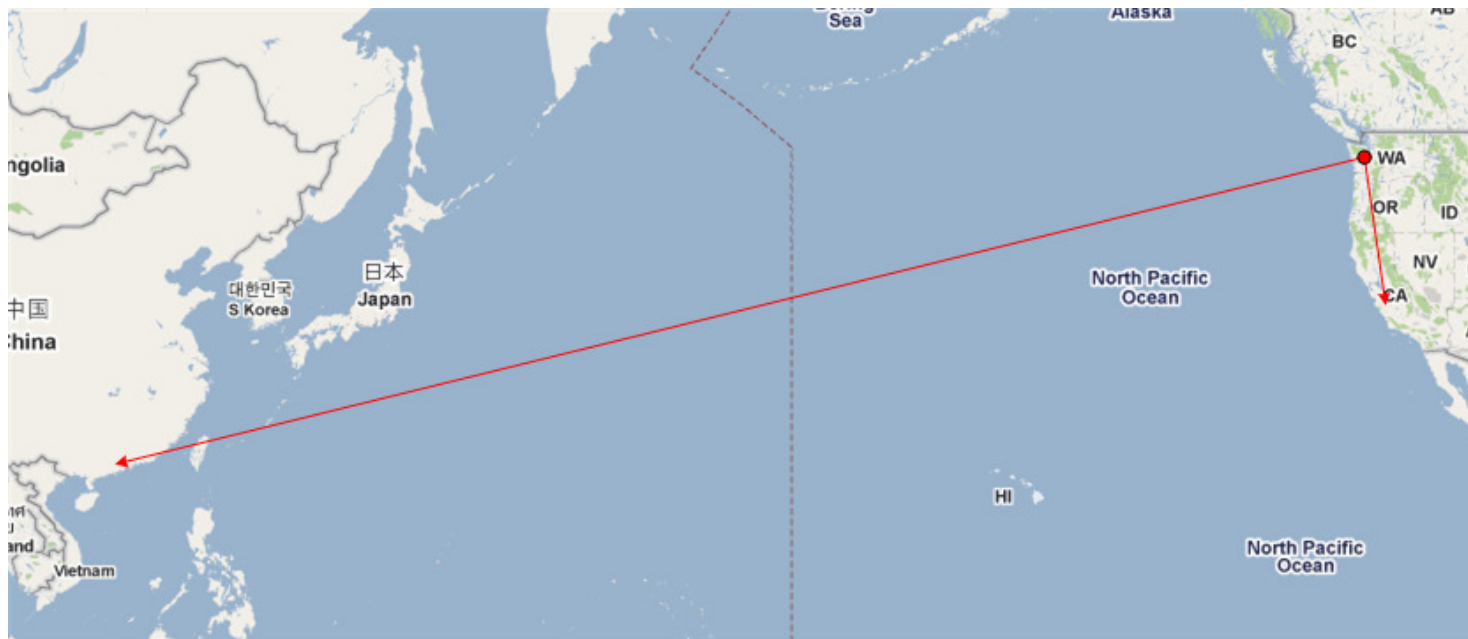 Sea
Alaska
AB
BC
ngolia
WA
OR
ID
日本
Japan
대한민국
S Korea
中国
China
NV
CA
North Pacific
Ocean
HI
North Pacific
Ocean
and
Vietnam